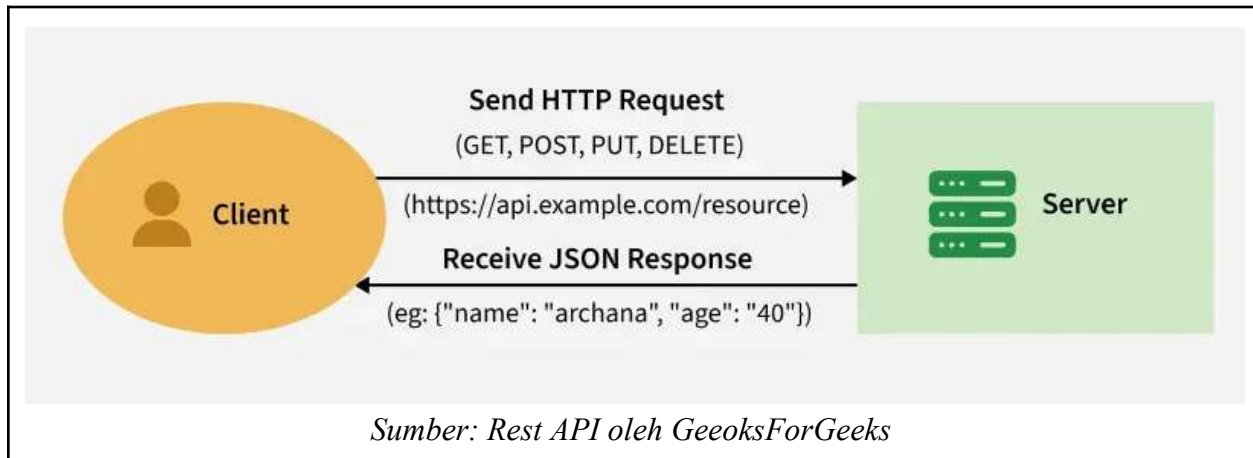 Send HTTP Request
(GET, POST, PUT, DELETE)
Client
(https://api.example.com/resource)
Server
Receive JSON Response
(eg: {"name": "archana", "age": "40"})
Sumber: Rest API oleh GeeoksForGeeks